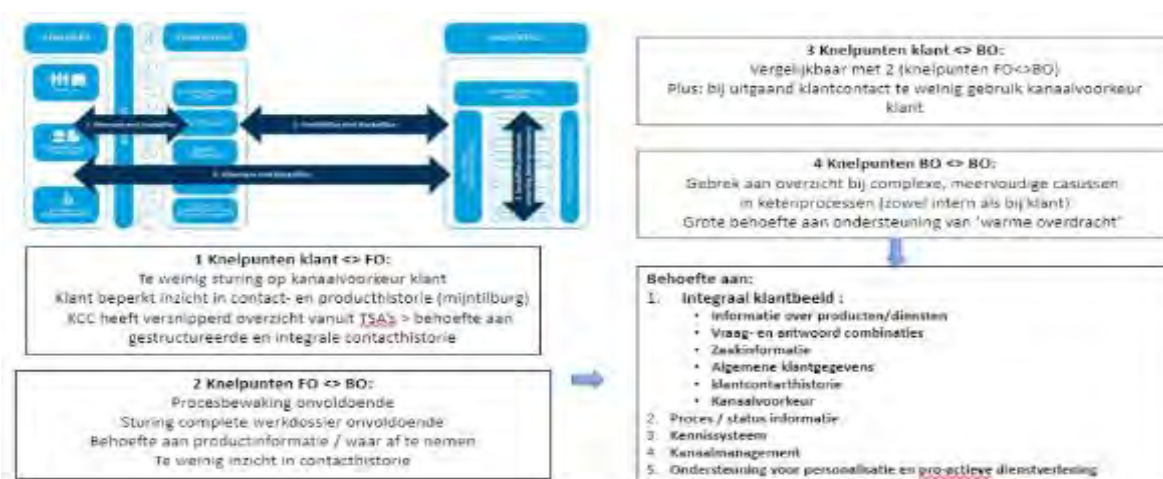 1 Knelpunten klant <> FO:
Te weinig sturing op kanaalvoorkeur klant
Klant beperkt inzicht in contact- en producthistorie (mijntilburg)
KCC heeft versnipperd overzicht vanuit TSA's > behoefte aan
gestructureerde en integrale contacthistorie
2 Knelpunten FO <> BO:
Procesbewaking onvoldoende
Sturing complete werkdossier onvoldoende
Behoefte aan productinformatie / waar af te nemen
Te weinig inzicht in contacthistorie
3 Knelpunten klant <> BO:
Vergelijkbaar met 2 (knelpunten FO<>BO)
Plus: bij uitgaand klantcontact te weinig gebruik kanaalvoorkeur
klant
4 Knelpunten BO <> BO:
Gebrek aan overzicht bij complexe, meervoudige casussen
in ketenprocessen (zowel intern als bij klant)
Grote behoefte aan ondersteuning van 'warme overdracht'
Behoefte aan:
1. Integraal klantbeeld :
• Informatie over producten/diensten
• Vraag- en antwoord combinaties
• Zaakinformatie
• Algemene klantgegevens
• klantcontacthistorie
• Kanaalvoorkeur
2. Proces / status informatie
3. Kennissysteem
4. Kanaalmanagement
5. Ondersteuning voor personalisatie en pro-actieve dienstverlening